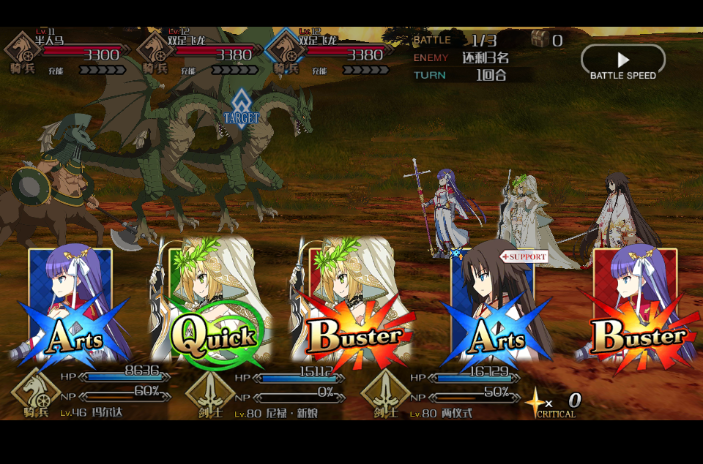 Lv 11
半人马
3300
骑兵
充能
Lv 12
双足飞龙
3380
骑兵
充能
Lv 12
双足飞龙
3380
骑兵
充能
BATTLE 1/3 0
ENEMY 还剩3名
TURN 1回合
BATTLE SPEED
TARGET
SUPPORT
Arts
Quick
Buster
Arts
Buster
HP 8636
NP 60%
骑兵 Lv.46 玛尔达
HP 15112
NP 0%
剑士 Lv.80 尼禄·新娘
HP 16729
NP 50%
剑士 Lv.80 两仪式
× 0
CRITICAL